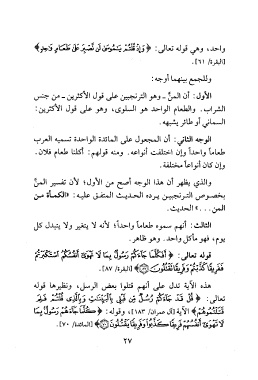 واحد، وهي قوله تعالى: ﴿وَإِذْ قُلْتُمْ يَٰمُوسَىٰ لَن نَّصْبِرَ عَلَىٰ طَعَامٍ وَٰحِدٍ﴾
[البقرة/ ٦١].
وللجمع بينهما أوجه:
الأول: أن المنَّ ـ وهو الترنجبين على قول الأكثرين ـ من جنس
الشراب. والطعام الواحد هو السلوى، وهو على قول الأكثرين:
السماني أو طائر يشبهه.
الوجه الثاني: أن المجعول على المائدة الواحدة تسميه العرب
طعاماً واحداً وإن اختلفت أنواعه. ومنه قولهم: أكلنا طعام فلان.
وإن كان أنواعاً مختلفة.
والذي يظهر أن هذا الوجه أصح من الأول؛ لأن تفسير المنِّ
بخصوص الترنجبين يرده الحديث المتفق عليه: «الكمأة من
المن...» الحديث.
الثالث: أنهم سموه طعاماً واحداً؛ لأنه لا يتغير ولا يتبدل كل
يوم، فهو مأكل واحد. وهو ظاهر.
قوله تعالى: ﴿أَفَكُلَّمَا جَآءَكُمْ رَسُولٌۢ بِمَا لَا تَهْوَىٰٓ أَنفُسُكُمُ ٱسْتَكْبَرْتُمْ
فَفَرِيقًا كَذَّبْتُمْ وَفَرِيقًا تَقْتُلُونَ ﴿٨٧﴾﴾ [البقرة/ ٨٧].
هذه الآية تدل على أنهم قتلوا بعض الرسل، ونظيرها قوله
تعالى: ﴿قُلْ قَدْ جَآءَكُمْ رُسُلٌ مِّن قَبْلِى بِٱلْبَيِّنَٰتِ وَبِٱلَّذِى قُلْتُمْ فَلِمَ
قَتَلْتُمُوهُمْ﴾ الآية [آل عمران/ ١٨٣]، وقوله: ﴿كُلَّمَا جَآءَهُمْ رَسُولٌۢ بِمَا
لَا تَهْوَىٰٓ أَنفُسُهُمْ فَرِيقًا كَذَّبُوا۟ وَفَرِيقًا يَقْتُلُونَ ﴿٧٠﴾﴾ [المائدة/ ٧٠].
٢٧